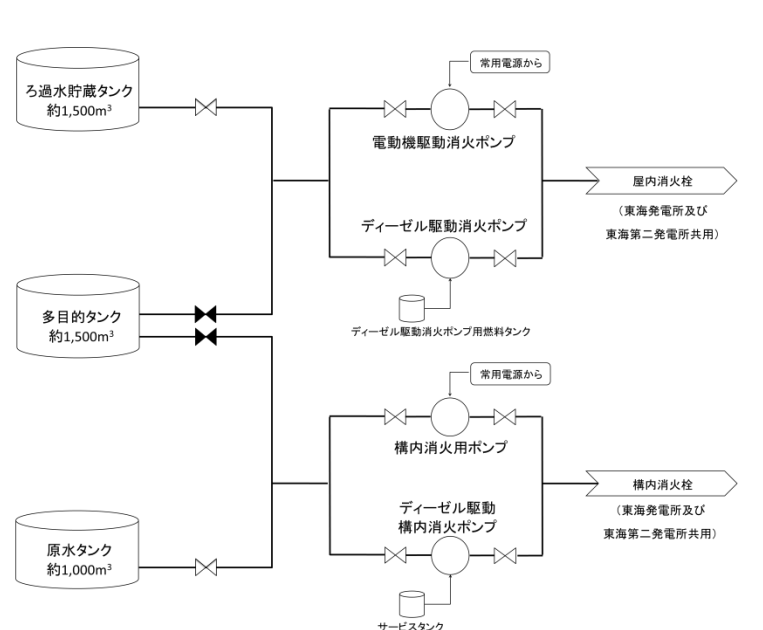 常用電源から
ろ過水貯蔵タンク
約1,500m³
電動機駆動消火ポンプ
屋内消火栓
（東海発電所及び
東海第二発電所共用）
ディーゼル駆動消火ポンプ
多目的タンク
約1,500m³
ディーゼル駆動消火ポンプ用燃料タンク
常用電源から
構内消火用ポンプ
構内消火栓
（東海発電所及び
東海第二発電所共用）
ディーゼル駆動
構内消火ポンプ
原水タンク
約1,000m³
サービスタンク